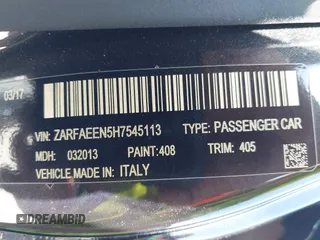 03/17
VIN: ZARFAEEN5H7545113 TYPE: PASSENGER CAR
MDH: 032013 PAINT: 408 TRIM: 405
VEHICLE MADE IN: ITALY
DREAMBID